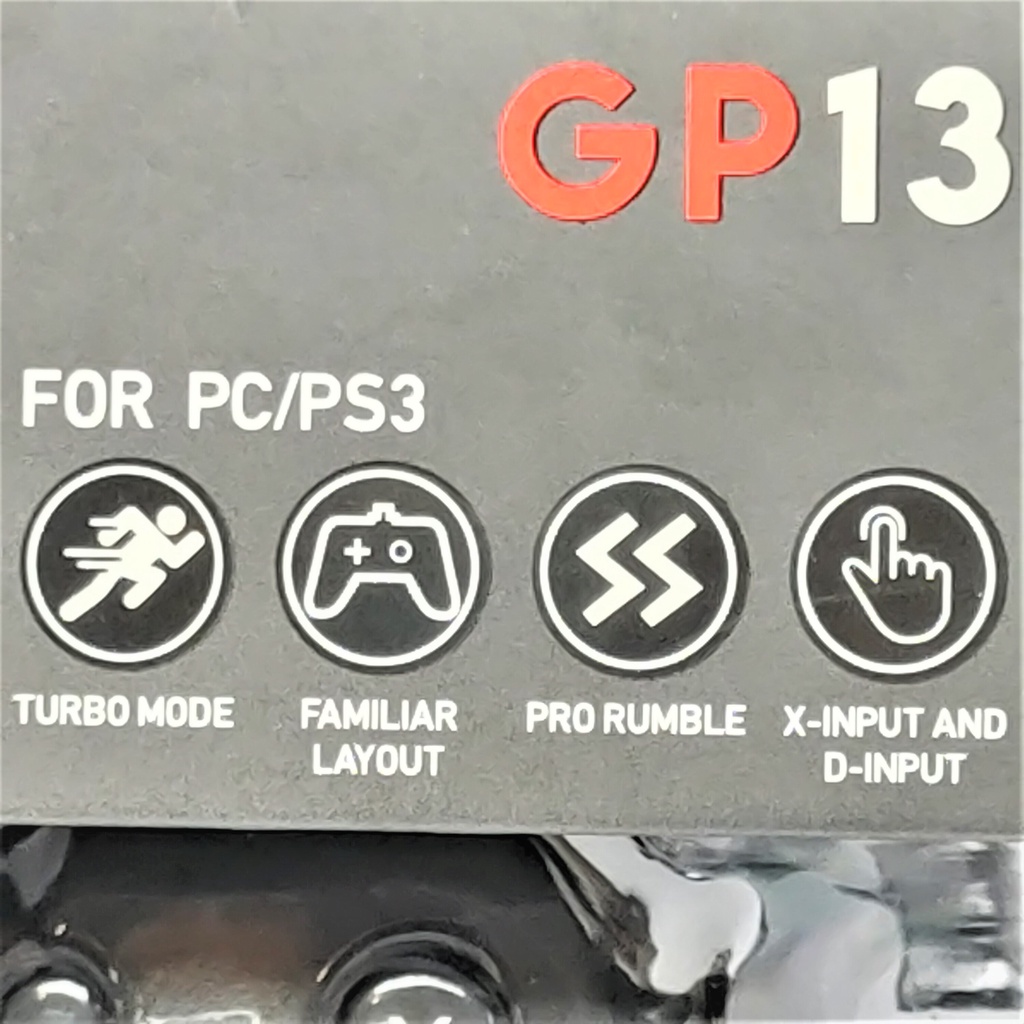 GP13
FOR PC/PS3
TURBO MODE
FAMILIAR
LAYOUT
PRO RUMBLE
X-INPUT AND
D-INPUT